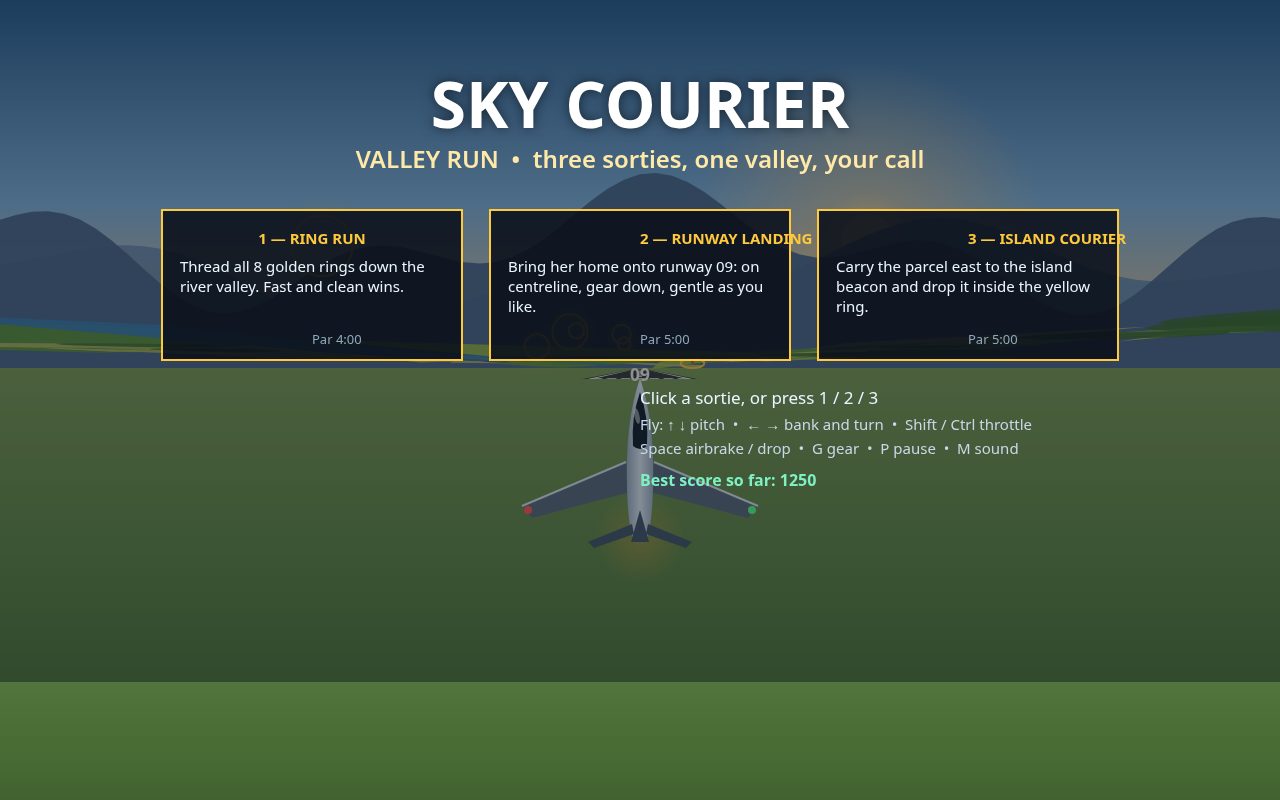 SKY COURIER
VALLEY RUN • three sorties, one valley, your call
1 — RING RUN
Thread all 8 golden rings down the
river valley. Fast and clean wins.
Par 4:00
2 — RUNWAY LANDING
Bring her home onto runway 09: on
centreline, gear down, gentle as you
like.
Par 5:00
3 — ISLAND COURIER
Carry the parcel east to the island
beacon and drop it inside the yellow
ring.
Par 5:00
09
Click a sortie, or press 1 / 2 / 3
Fly: ↑ ↓ pitch • ← → bank and turn • Shift / Ctrl throttle
Space airbrake / drop • G gear • P pause • M sound
Best score so far: 1250